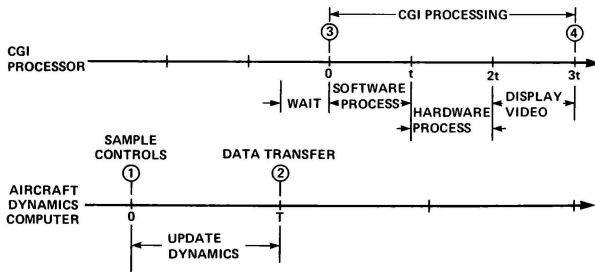 CGI PROCESSING
③ ④
CGI
PROCESSOR
0 t 2t 3t
WAIT
SOFTWARE
PROCESS
HARDWARE
PROCESS
DISPLAY
VIDEO
SAMPLE
CONTROLS
DATA TRANSFER
① ②
AIRCRAFT
DYNAMICS
COMPUTER
0 T
UPDATE
DYNAMICS